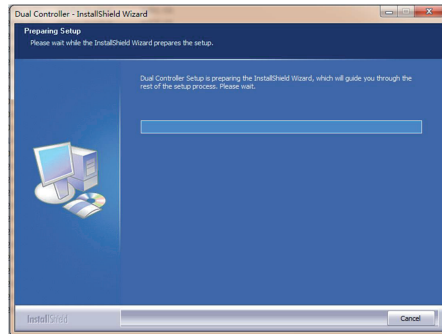 Dual Controller - InstallShield Wizard
Preparing Setup
Please wait while the InstallShield Wizard prepares the setup.
Dual Controller Setup is preparing the InstallShield Wizard, which will guide you through the
rest of the setup process. Please wait.
InstallShield
Cancel